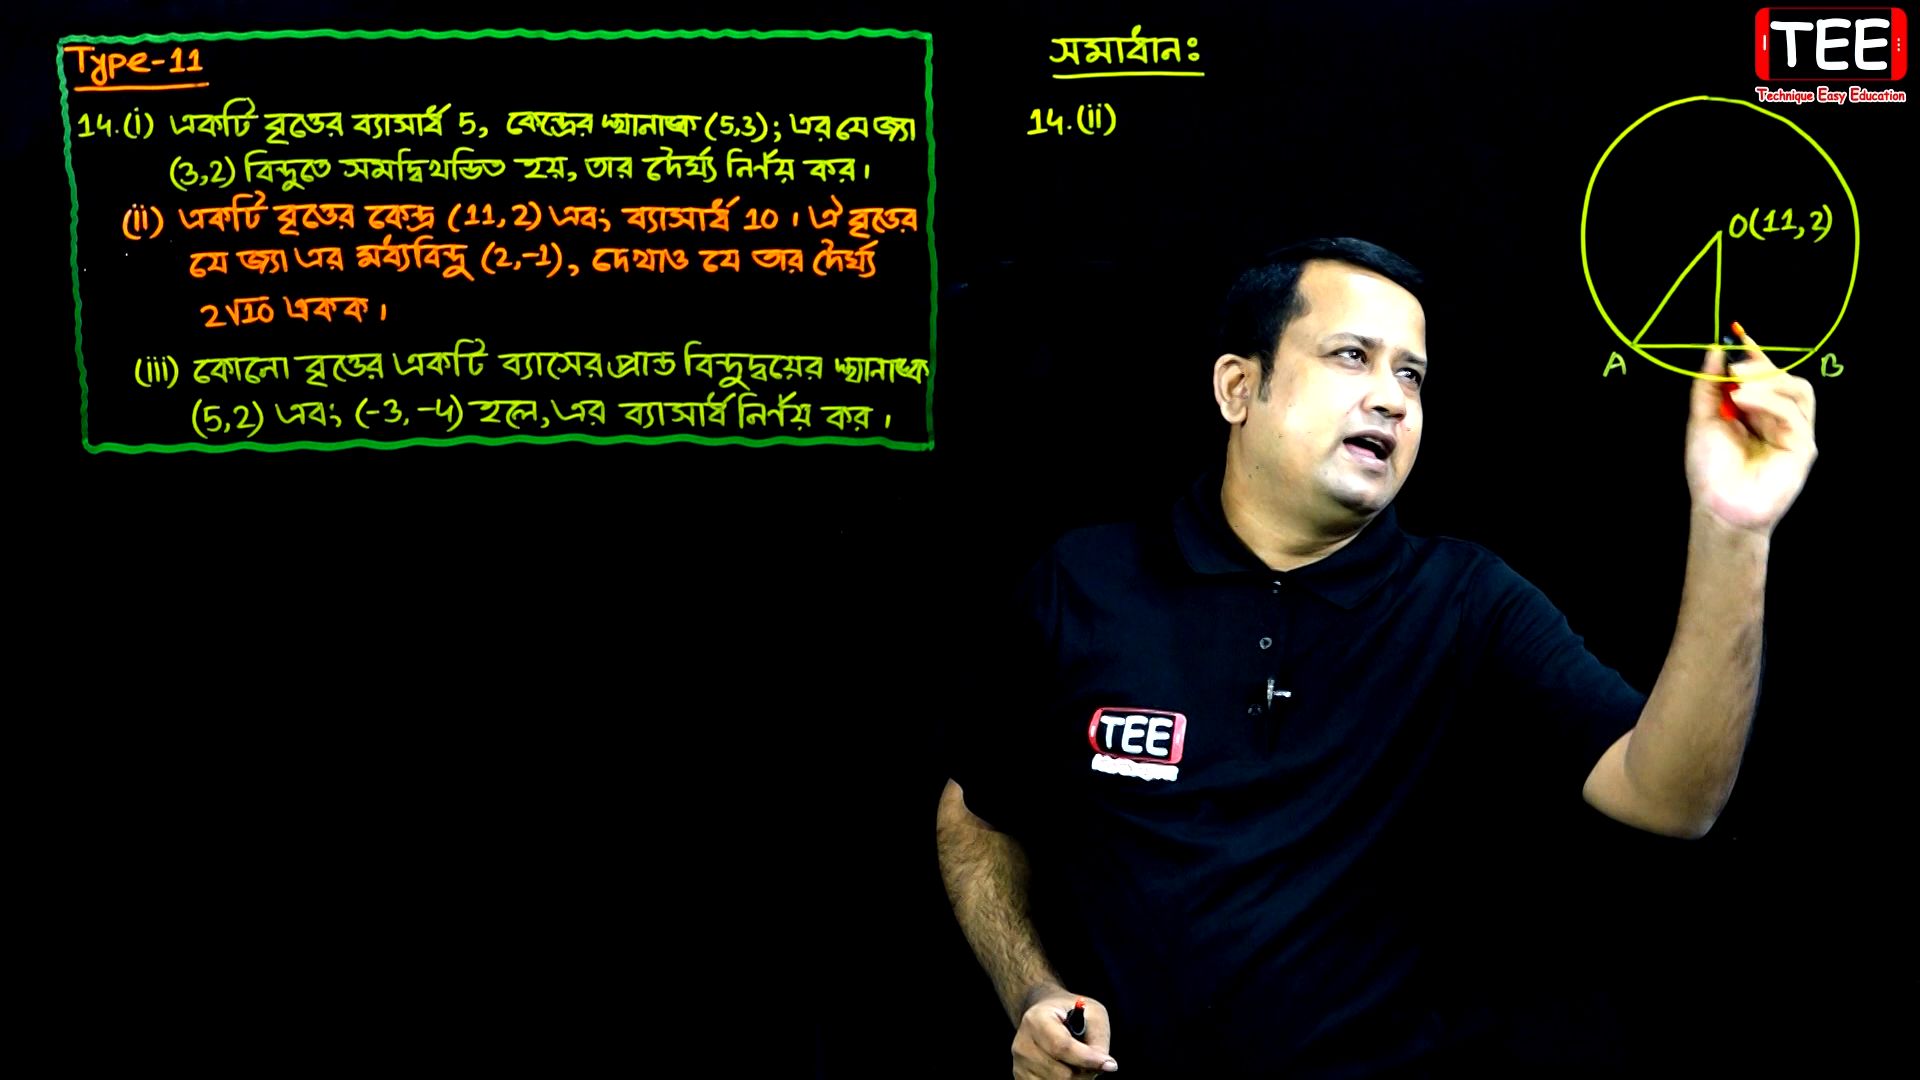 Type-11
14.(i) একটি বৃত্তের ব্যাসার্ধ 5, কেন্দ্রের স্থানাঙ্ক (5,3); এর যে জ্যা
(3,2) বিন্দুতে সমদ্বিখন্ডিত হয়, তার দৈর্ঘ্য নির্ণয় কর।
(ii) একটি বৃত্তের কেন্দ্র (11,2) এবং ব্যাসার্ধ 10। ঐ বৃত্তের
যে জ্যা এর মধ্যবিন্দু (2,-1), দেখাও যে তার দৈর্ঘ্য
2√10 একক।
(iii) কোনো বৃত্তের একটি ব্যাসের প্রান্ত বিন্দুদ্বয়ের স্থানাঙ্ক
(5,2) এবং (-3,-4) হলে, এর ব্যাসার্ধ নির্ণয় কর।
সমাধানঃ
14.(ii)
O(11,2)
A
B
TEE
Technique Easy Education
TEE